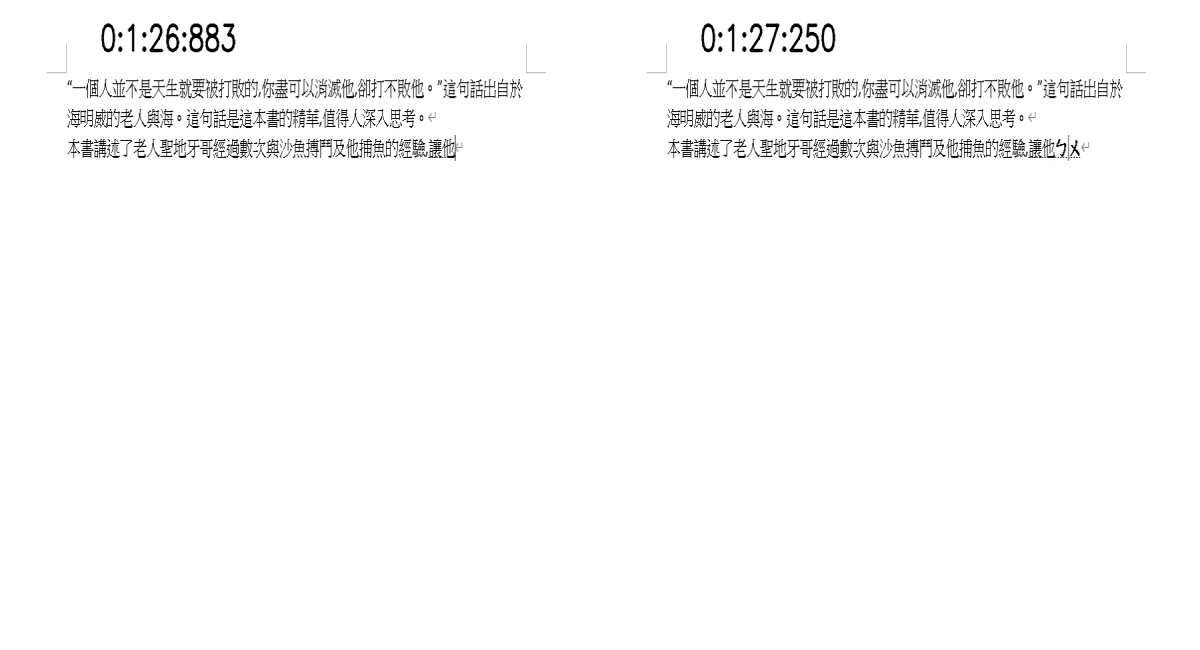 0:1:26:883
“一個人並不是天生就要被打敗的,你盡可以消滅他,卻打不敗他。”這句話出自於
海明威的老人與海。這句話是這本書的精華,值得人深入思考。↵
本書講述了老人聖地牙哥經過數次與沙魚搏鬥及他捕魚的經驗,讓他↵
0:1:27:250
“一個人並不是天生就要被打敗的,你盡可以消滅他,卻打不敗他。”這句話出自於
海明威的老人與海。這句話是這本書的精華,值得人深入思考。↵
本書講述了老人聖地牙哥經過數次與沙魚搏鬥及他捕魚的經驗,讓他ㄅㄨ↵